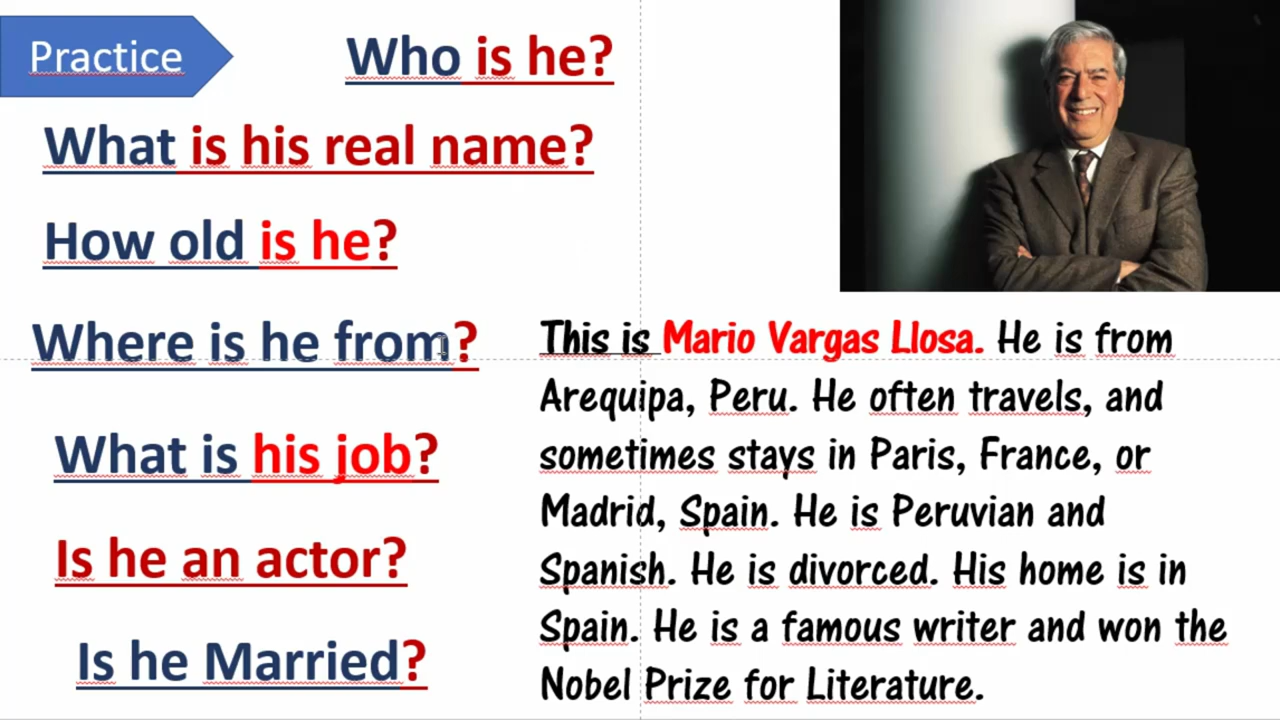 Practice
Who is he?
What is his real name?
How old is he?
Where is he from?
What is his job?
Is he an actor?
Is he Married?
This is Mario Vargas Llosa. He is from
Arequipa, Peru. He often travels, and
sometimes stays in Paris, France, or
Madrid, Spain. He is Peruvian and
Spanish. He is divorced. His home is in
Spain. He is a famous writer and won the
Nobel Prize for Literature.